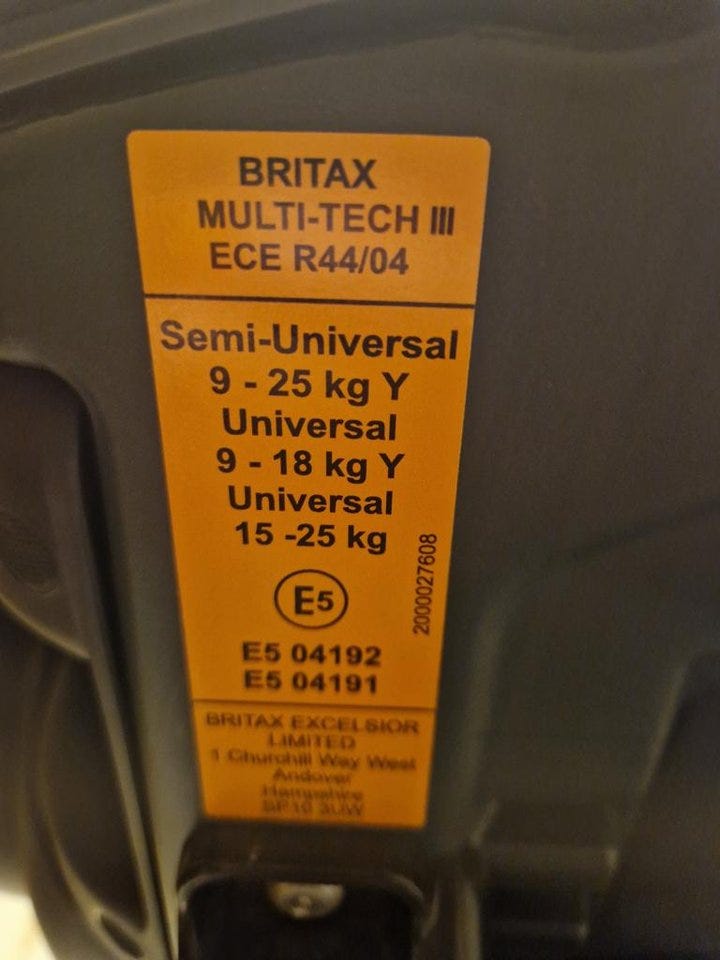 BRITAX
MULTI-TECH III
ECE R44/04
Semi-Universal
9 - 25 kg Y
Universal
9 - 18 kg Y
Universal
15 -25 kg
E5
2000027608
E5 04192
E5 04191
BRITAX EXCELSIOR
LIMITED
1 Churchill Way West
Andover
Hampshire
SP10 3UW